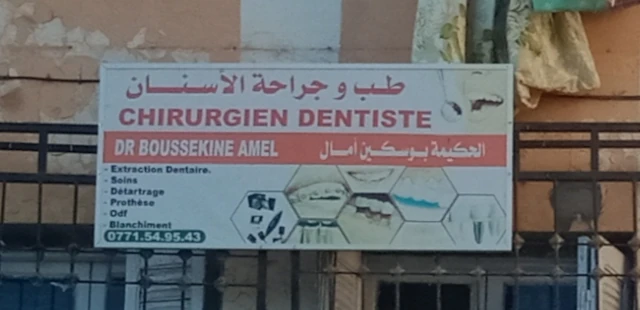 طب و جراحة الأسنـــــان
CHIRURGIEN DENTISTE
DR BOUSSEKINE AMEL الحكيمة بوسكين أمال
- Extraction Dentaire.
- Soins
- Détartrage
- Prothèse
- Odf
- Blanchiment
0771.54.95.43